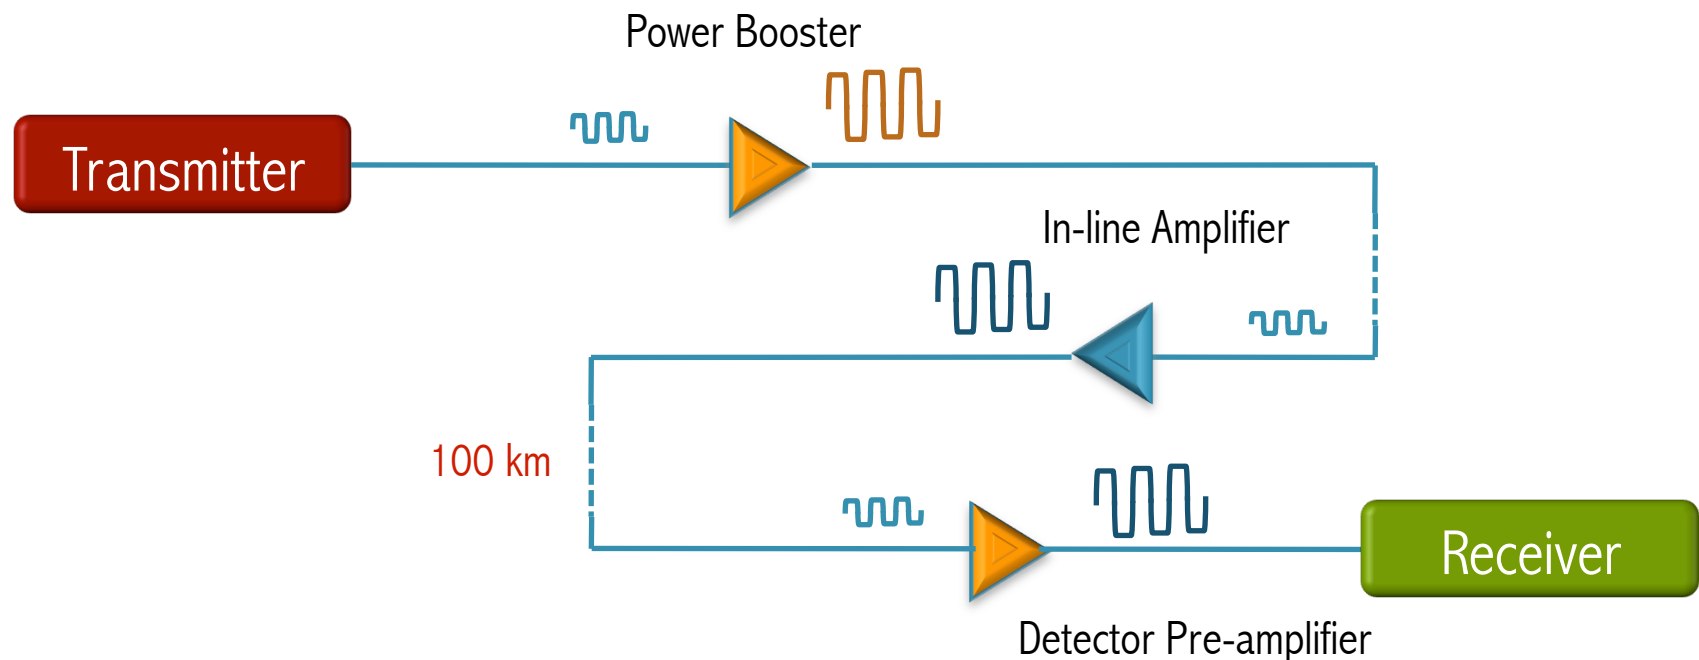 Power Booster
Transmitter
In-line Amplifier
100 km
Receiver
Detector Pre-amplifier